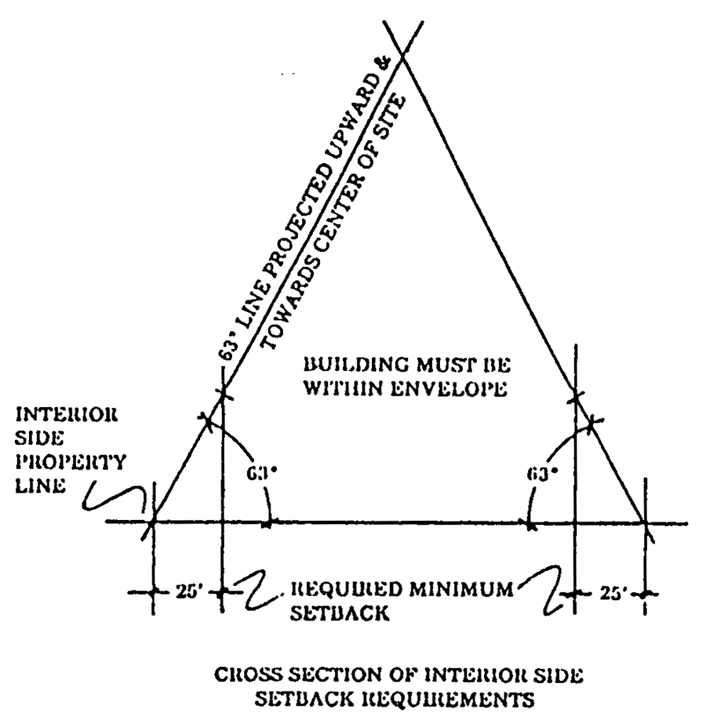 63° LINE PROJECTED UPWARD &
TOWARDS CENTER OF SITE
BUILDING MUST BE
WITHIN ENVELOPE
INTERIOR
SIDE
PROPERTY
LINE
63°
63°
25'
REQUIRED MINIMUM
SETBACK
25'
CROSS SECTION OF INTERIOR SIDE
SETBACK REQUIREMENTS